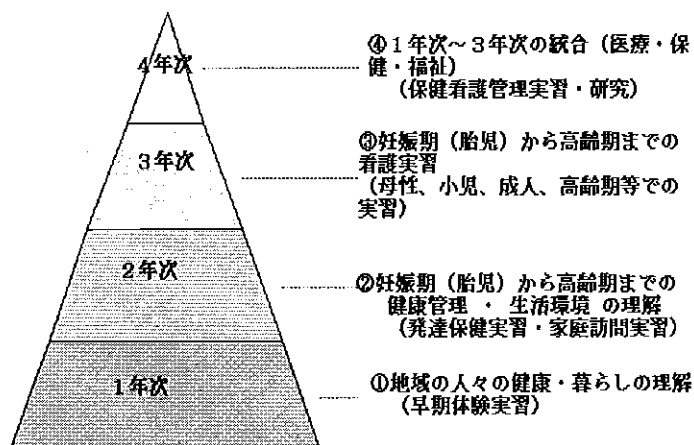 4年次
④1年次～3年次の統合（医療・保
健・福祉）
（保健看護管理実習・研究）
3年次
③妊娠期（胎児）から高齢期までの
看護実習
（母性、小児、成人、高齢期等での
実習）
2年次
②妊娠期（胎児）から高齢期までの
健康管理 ・ 生活環境 の理解
（発達保健実習・家庭訪問実習）
1年次
①地域の人々の健康・暮らしの理解
（早期体験実習）